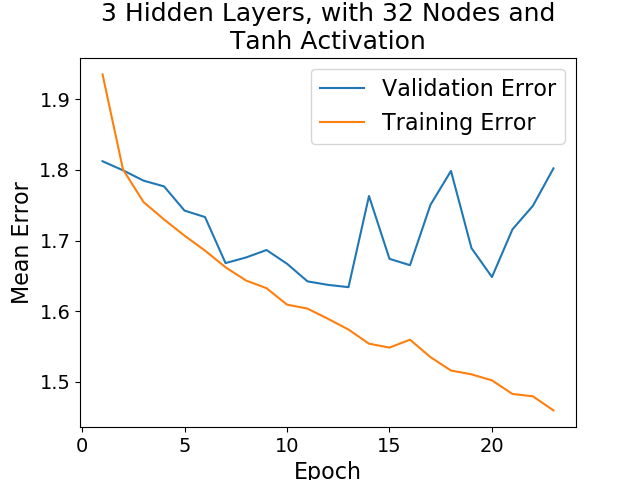 3 Hidden Layers, with 32 Nodes and
Tanh Activation
Validation Error
Training Error
Mean Error
1.9
1.8
1.7
1.6
1.5
0 5 10 15 20
Epoch